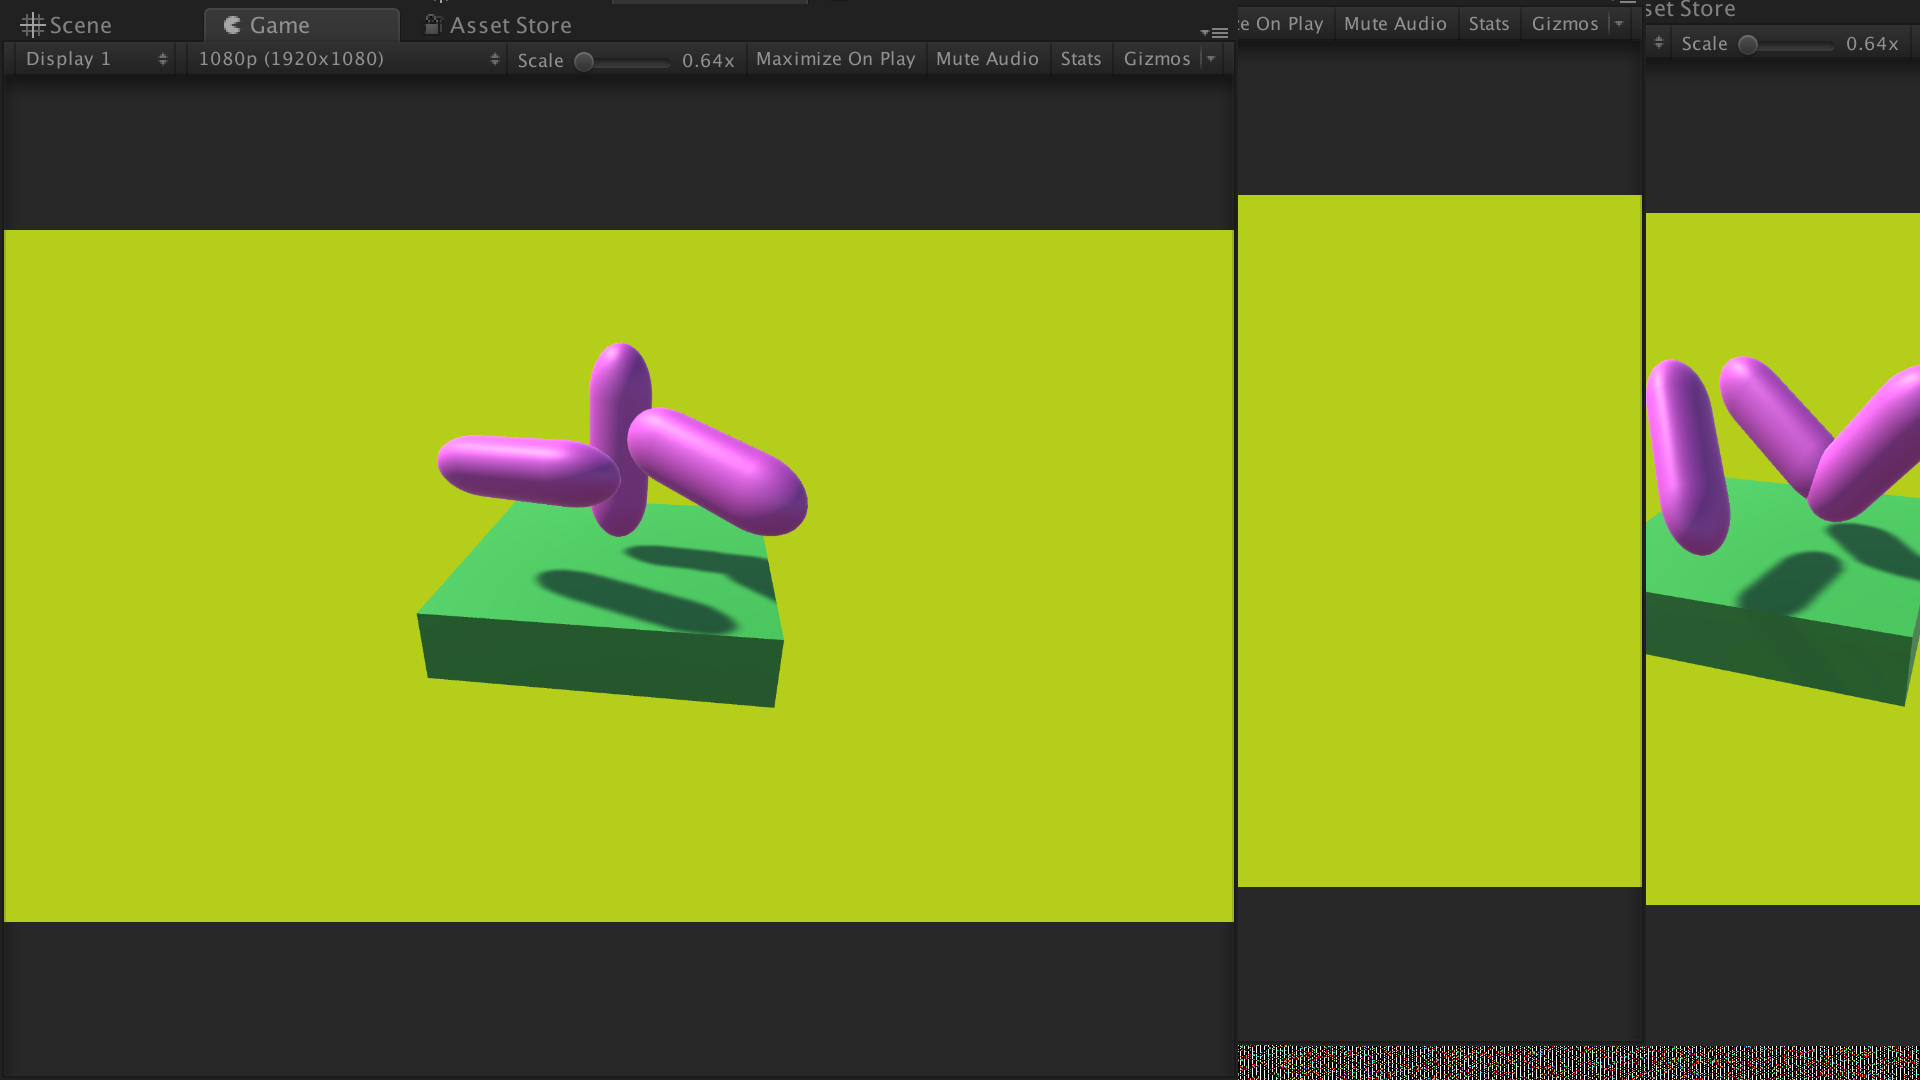 Scene
Game
Asset Store
Display 1
1080p (1920x1080)
Scale
0.64x
Maximize On Play
Mute Audio
Stats
Gizmos
On Play
Mute Audio
Stats
Gizmos
Store
Scale
0.64x